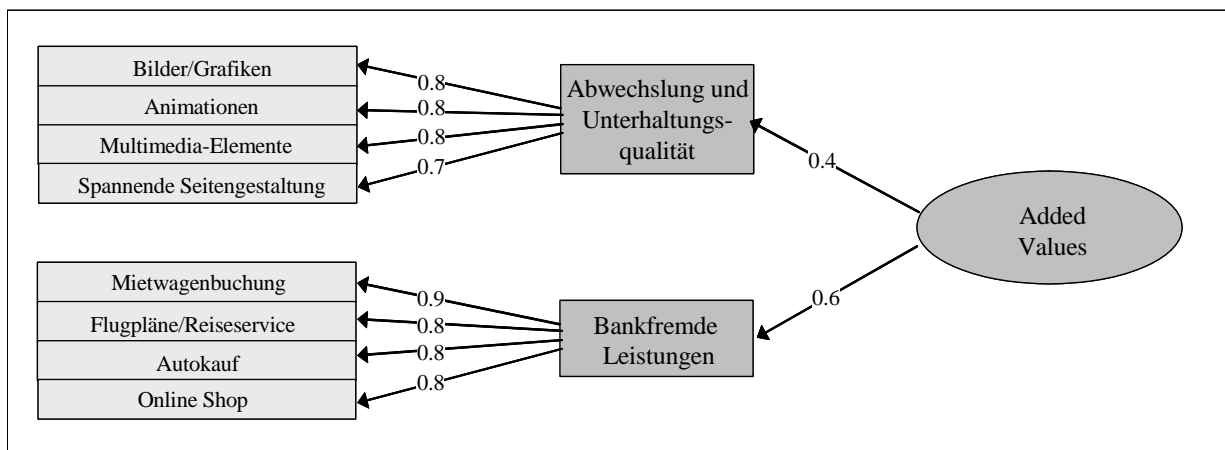 Bilder/Grafiken
Animationen
Multimedia-Elemente
Spannende Seitengestaltung
0.8
0.8
0.8
0.7
Abwechslung und
Unterhaltungs-
qualität
0.4
Added
Values
0.6
Mietwagenbuchung
Flugpläne/Reiseservice
Autokauf
Online Shop
0.9
0.8
0.8
0.8
Bankfremde
Leistungen